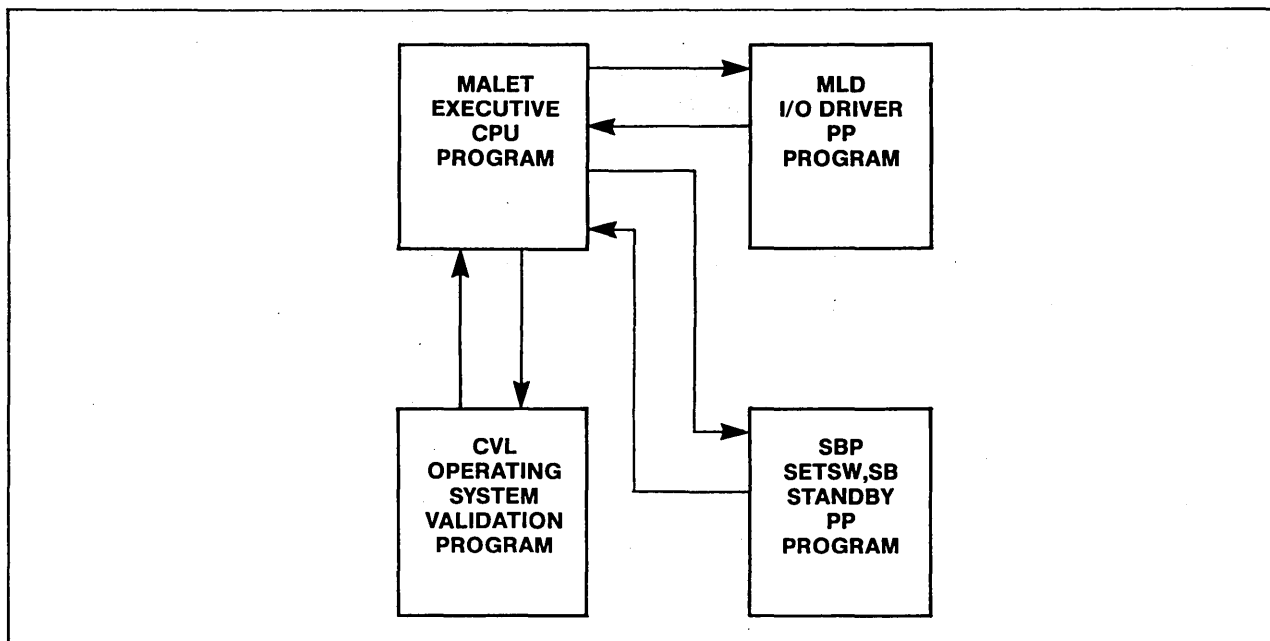 MALET
EXECUTIVE
CPU
PROGRAM
MLD
I/O DRIVER
PP
PROGRAM
CVL
OPERATING
SYSTEM
VALIDATION
PROGRAM
SBP
SETSW,SB
STANDBY
PP
PROGRAM